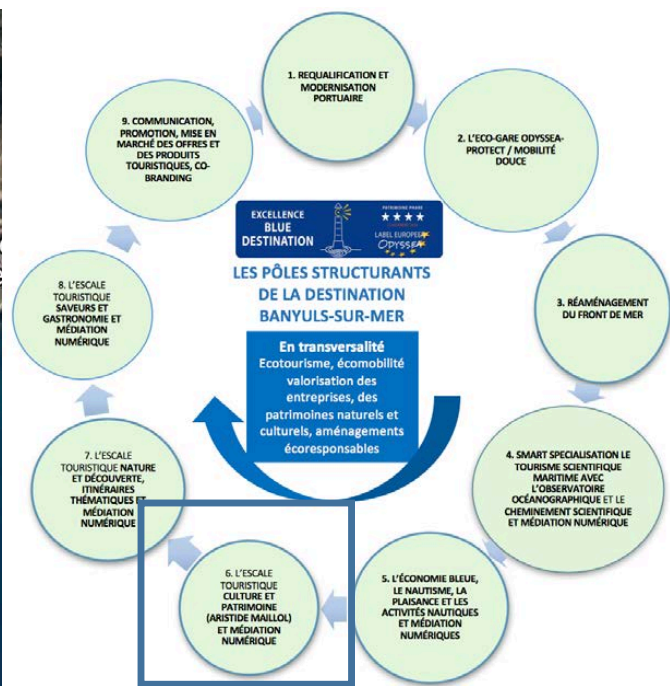 1. REQUALIFICATION ET
MODERNISATION
PORTUAIRE
2. L'ECO-GARE ODYSSEA-
PROTECT / MOBILITÉ
DOUCE
3. RÉAMÉNAGEMENT
DU FRONT DE MER
4. SMART SPECIALISATION LE
TOURISME SCIENTIFIQUE
MARITIME AVEC
L'OBSERVATOIRE
OCÉANOGRAPHIQUE ET LE
CHEMINEMENT SCIENTIFIQUE
ET MÉDIATION NUMÉRIQUE
5. L'ÉCONOMIE BLEUE,
LE NAUTISME, LA
PLAISANCE ET LES
ACTIVITÉS NAUTIQUES
ET MÉDIATION
NUMÉRIQUES
6. L'ESCALE
TOURISTIQUE
CULTURE ET
PATRIMOINE
(ARISTIDE MAILLOL)
ET MÉDIATION
NUMÉRIQUE
7. L'ESCALE
TOURISTIQUE NATURE
ET DÉCOUVERTE,
ITINÉRAIRES
THÉMATIQUES ET
MÉDIATION
NUMÉRIQUE
8. L'ESCALE
TOURISTIQUE
SAVEURS ET
GASTRONOMIE ET
MÉDIATION
NUMÉRIQUE
9. COMMUNICATION,
PROMOTION, MISE EN
MARCHÉ DES OFFRES ET
DES PRODUITS
TOURISTIQUES, CO-
BRANDING
EXCELLENCE
BLUE
DESTINATION
PATRIMOINE PHARE
LABEL EUROPEEN
ODYSSEA
LES PÔLES STRUCTURANTS
DE LA DESTINATION
BANYULS-SUR-MER
En transversalité
Ecotourisme, écomobilité
valorisation des
entreprises, des
patrimoines naturels et
culturels, aménagements
écoresponsables